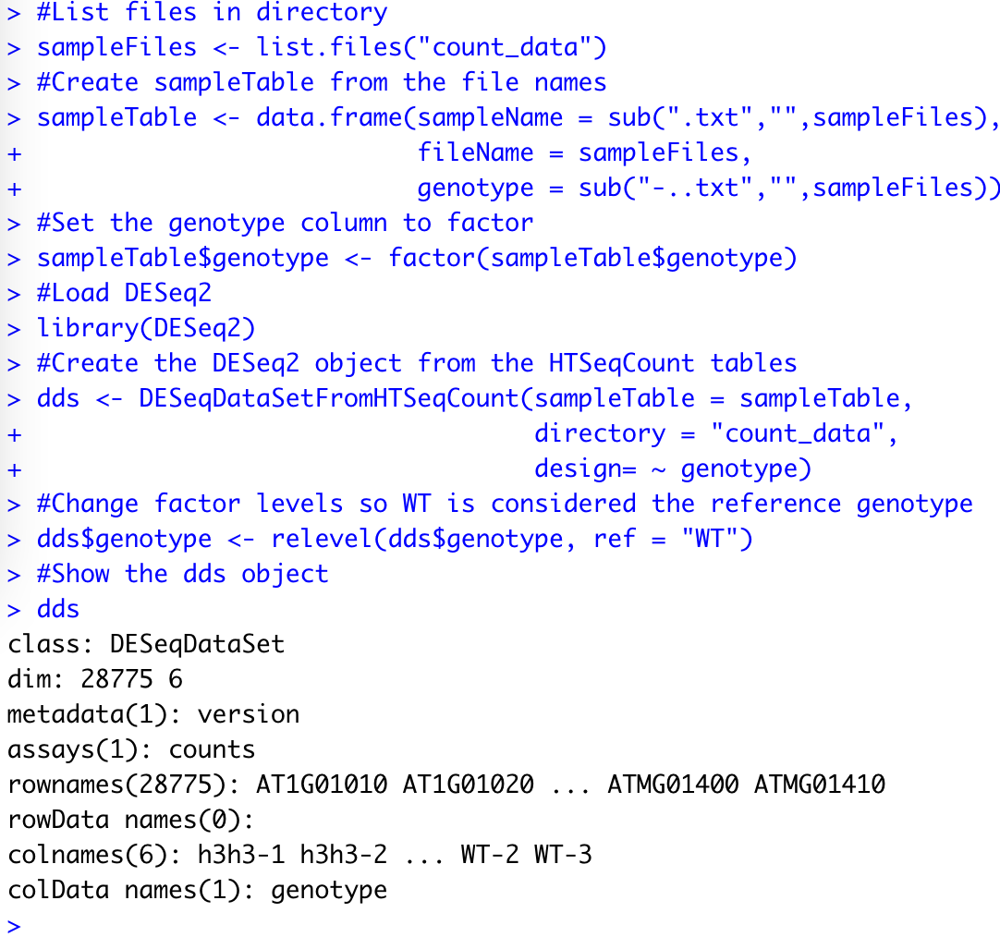 > #List files in directory
> sampleFiles <- list.files("count_data")
> #Create sampleTable from the file names
> sampleTable <- data.frame(sampleName = sub(".txt","",sampleFiles),
+                           fileName = sampleFiles,
+                           genotype = sub("-..txt","",sampleFiles))
> #Set the genotype column to factor
> sampleTable$genotype <- factor(sampleTable$genotype)
> #Load DESeq2
> library(DESeq2)
> #Create the DESeq2 object from the HTSeqCount tables
> dds <- DESeqDataSetFromHTSeqCount(sampleTable = sampleTable,
+                                   directory = "count_data",
+                                   design= ~ genotype)
> #Change factor levels so WT is considered the reference genotype
> dds$genotype <- relevel(dds$genotype, ref = "WT")
> #Show the dds object
> dds
class: DESeqDataSet
dim: 28775 6
metadata(1): version
assays(1): counts
rownames(28775): AT1G01010 AT1G01020 ... ATMG01400 ATMG01410
rowData names(0):
colnames(6): h3h3-1 h3h3-2 ... WT-2 WT-3
colData names(1): genotype
>